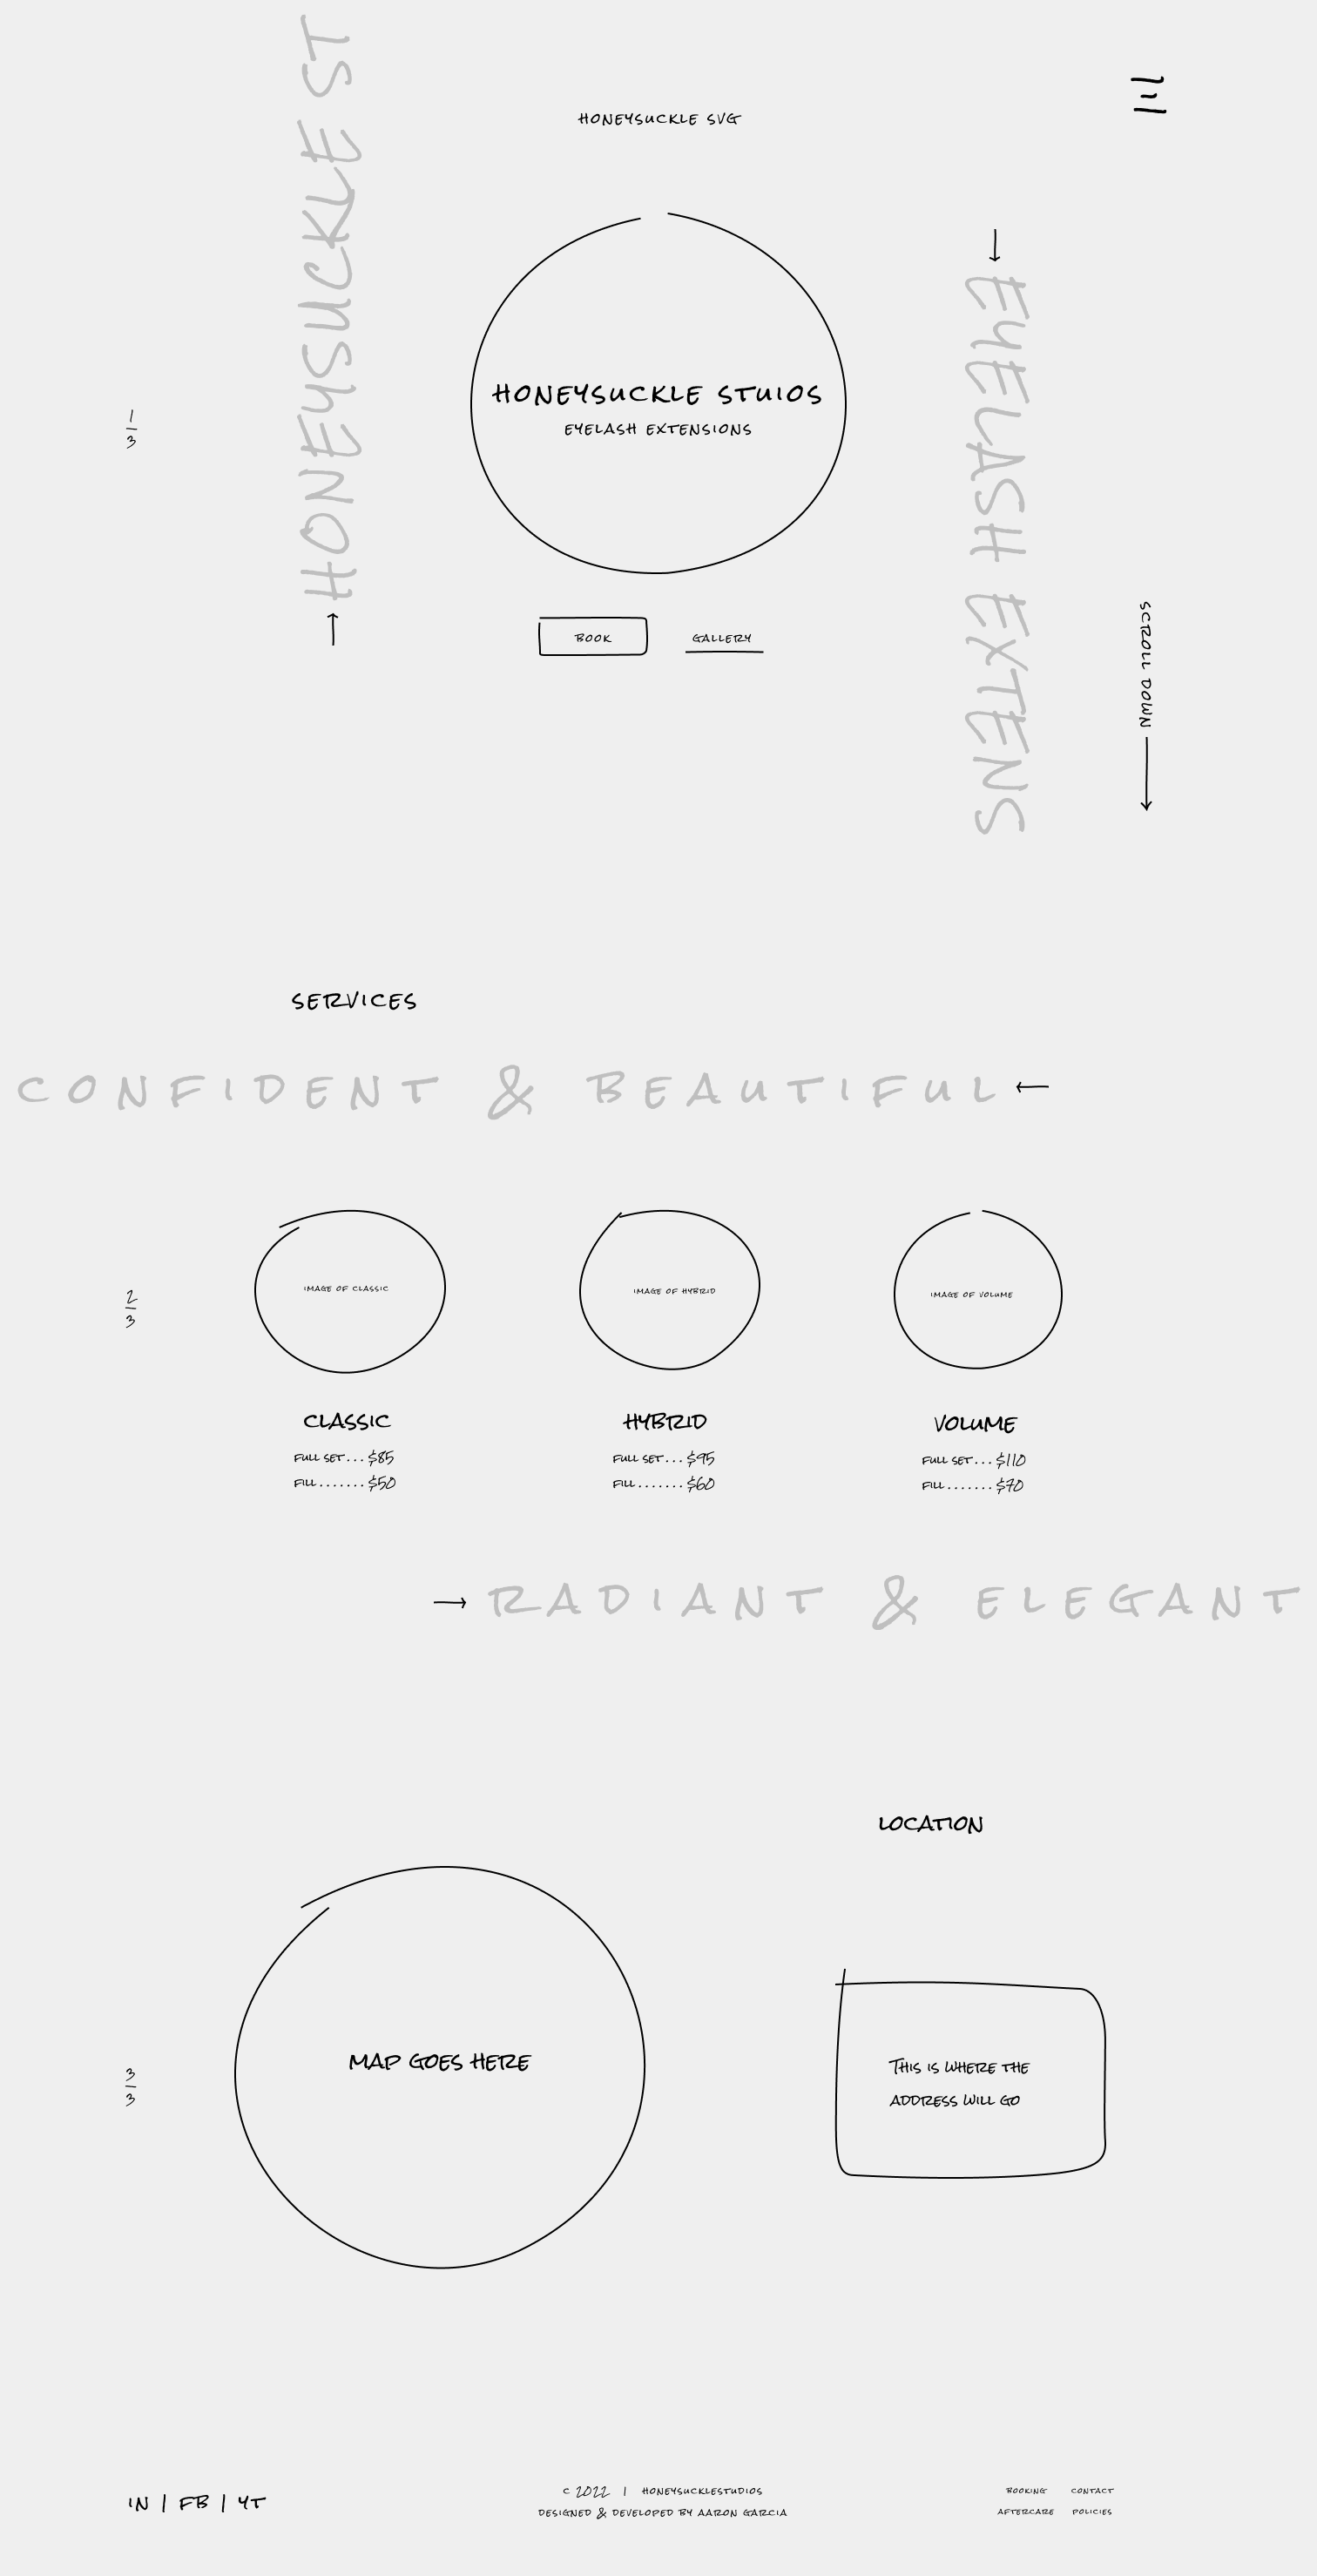 HONEYSUCKLE ST
HONEYSUCKLE SVG
HONEYSUCKLE STUIOS
EYELASH EXTENSIONS
1
3
BOOK
GALLERY
EYELASH EXTENS
SCROLL DOWN
SERVICES
CONFIDENT & BEAUTIFUL
2
3
IMAGE OF CLASSIC
IMAGE OF HYBRID
IMAGE OF VOLUME
CLASSIC
FULL SET...$85
FILL.......$50
HYBRID
FULL SET...$95
FILL.......$60
VOLUME
FULL SET...$110
FILL.......$70
RADIANT & ELEGANT
LOCATION
3
3
MAP GOES HERE
THIS IS WHERE THE
ADDRESS WILL GO
IN | FB | YT
C 2022 | HONEYSUCKLESTUDIOS
DESIGNED & DEVELOPED BY AARON GARCIA
BOOKING CONTACT
AFTERCARE POLICIES